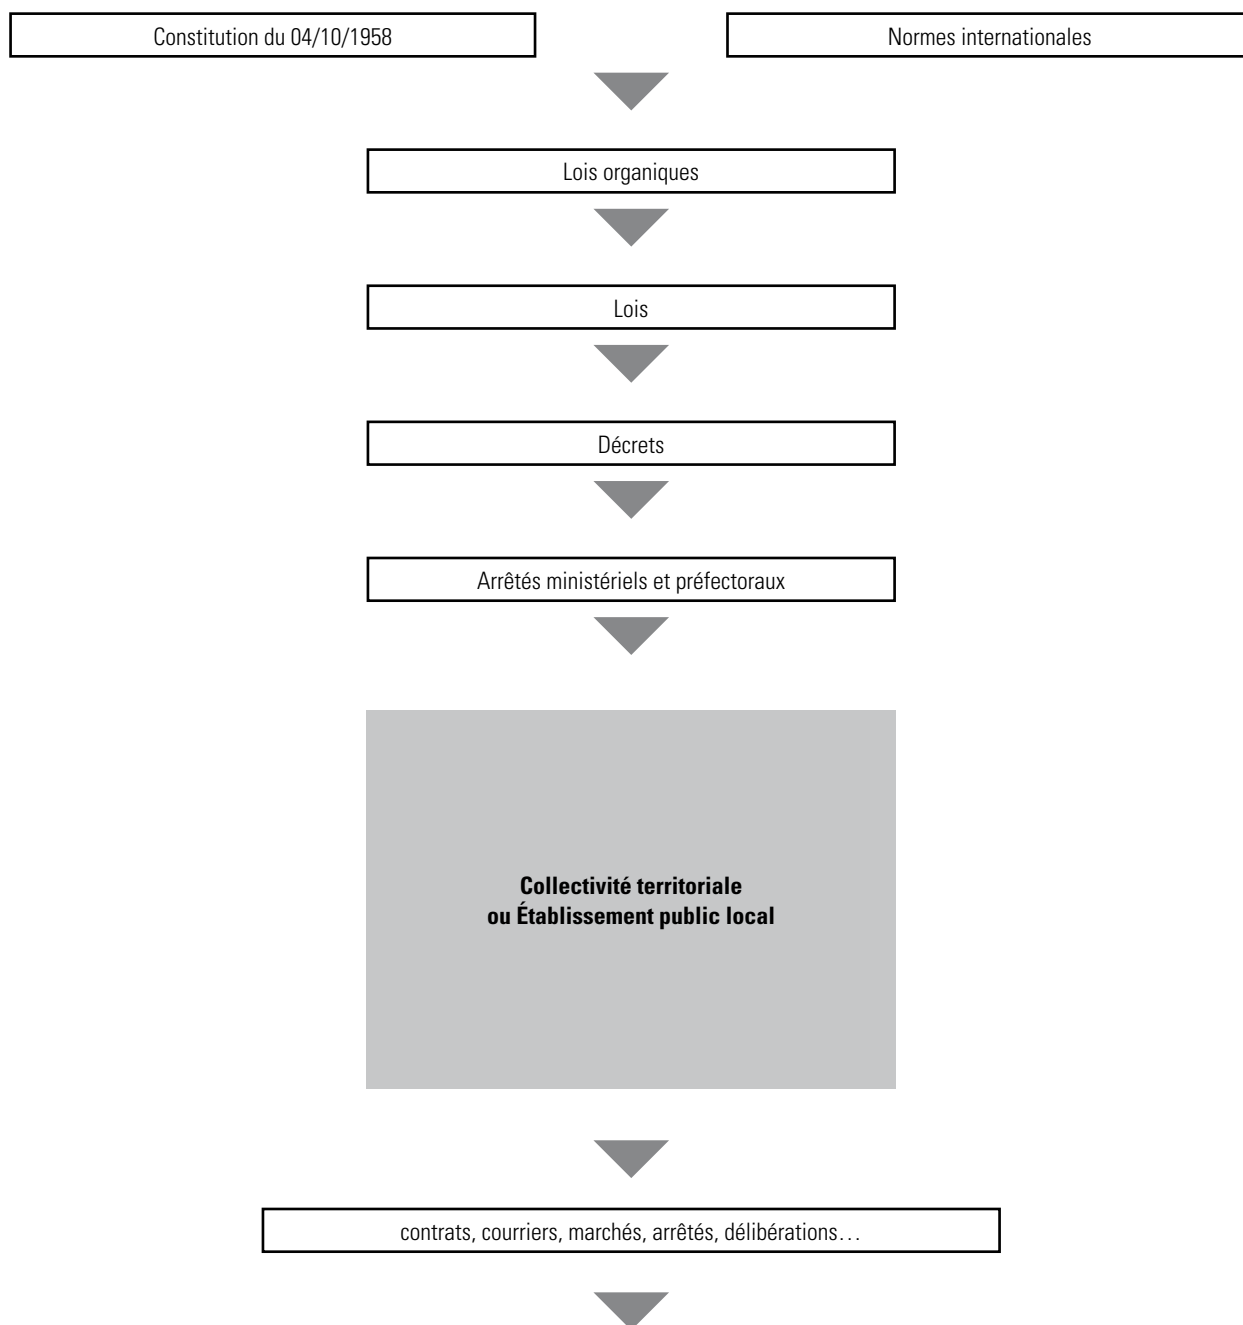 Constitution du 04/10/1958
Normes internationales
Lois organiques
Lois
Décrets
Arrêtés ministériels et préfectoraux
Collectivité territoriale
ou Établissement public local
contrats, courriers, marchés, arrêtés, délibérations…